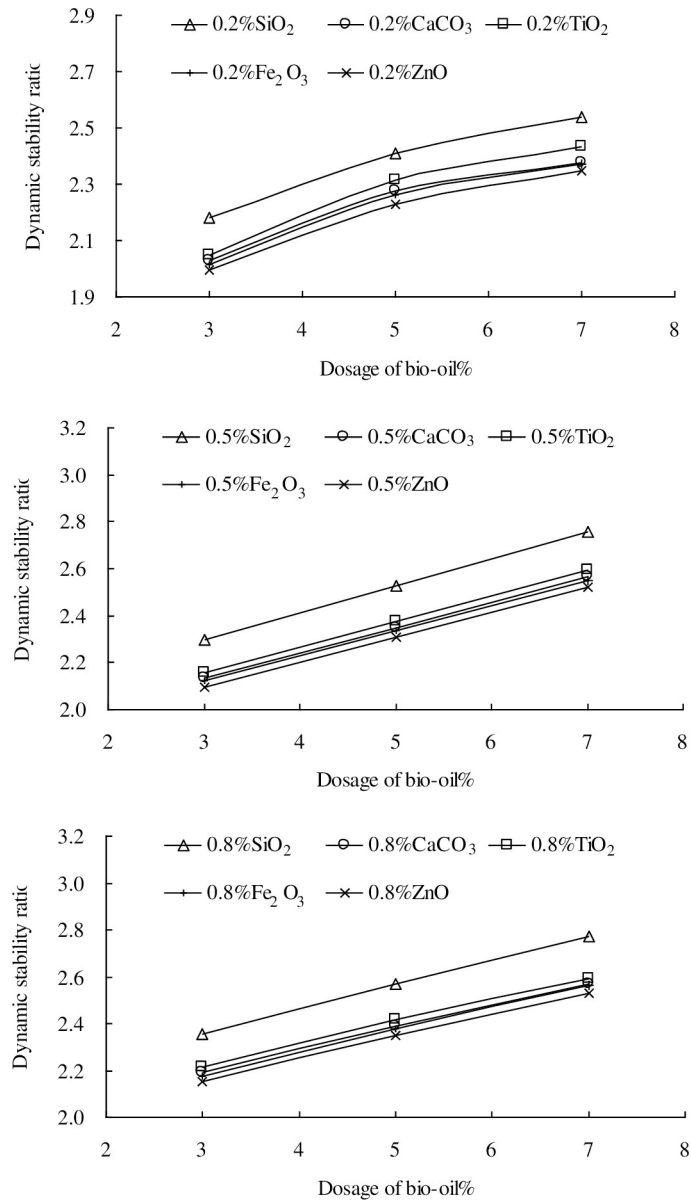 2.9
0.2%SiO₂ 0.2%CaCO₃ 0.2%TiO₂
2.7
0.2%Fe₂ O₃ 0.2%ZnO
2.5
2.3
2.1
1.9
Dynamic stability ratio
2 3 4 5 6 7 8
Dosage of bio-oil%
3.2
0.5%SiO₂ 0.5%CaCO₃ 0.5%TiO₂
3.0
0.5%Fe₂ O₃ 0.5%ZnO
2.8
2.6
2.4
2.2
2.0
Dynamic stability ratio
2 3 4 5 6 7 8
Dosage of bio-oil%
3.2
0.8%SiO₂ 0.8%CaCO₃ 0.8%TiO₂
3.0
0.8%Fe₂ O₃ 0.8%ZnO
2.8
2.6
2.4
2.2
2.0
Dynamic stability ratio
2 3 4 5 6 7 8
Dosage of bio-oil%